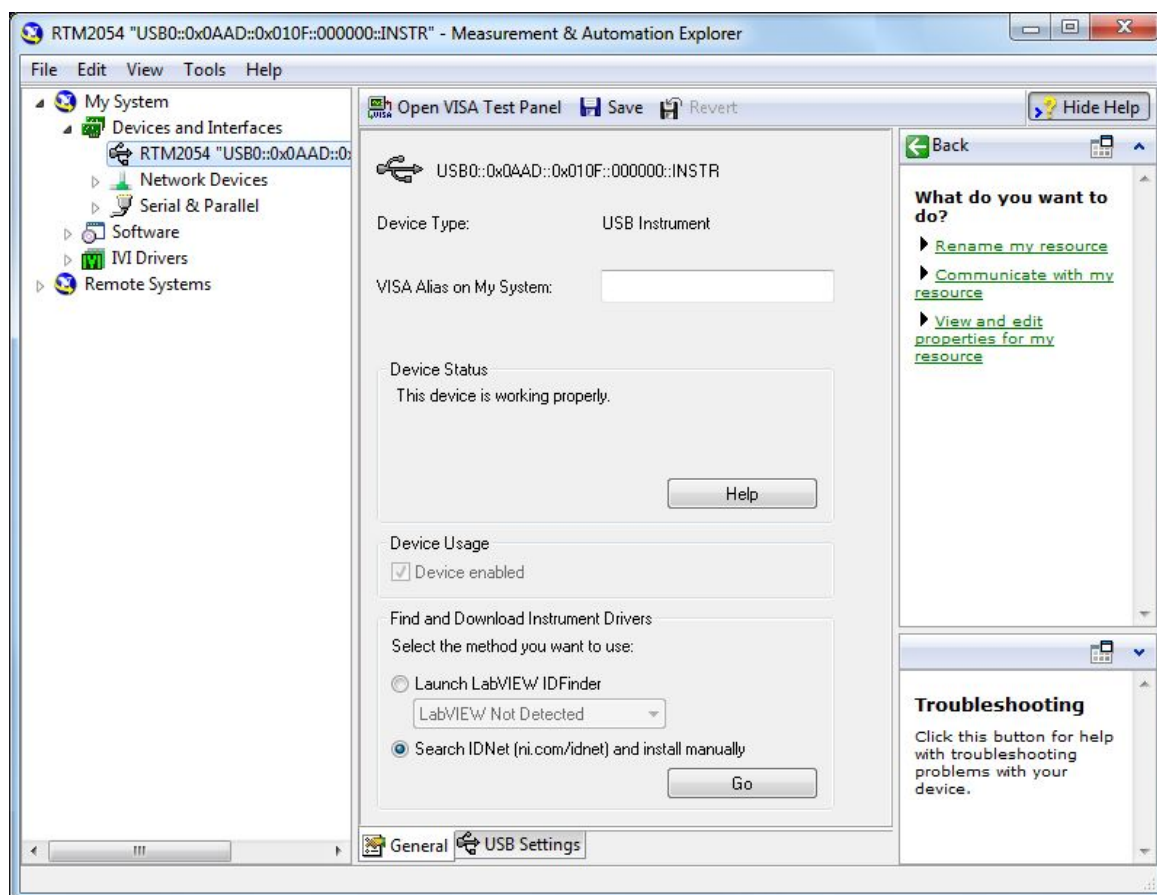 RTM2054 "USB0::0x0AAD::0x010F::000000::INSTR" - Measurement & Automation Explorer
File Edit View Tools Help
My System
Devices and Interfaces
RTM2054 "USB0::0x0AAD::0
Network Devices
Serial & Parallel
Software
IVI Drivers
Remote Systems
Open VISA Test Panel Save Revert
Hide Help
USB0::0x0AAD::0x010F::000000::INSTR
Device Type: USB Instrument
VISA Alias on My System:
Device Status
This device is working properly.
Help
Device Usage
Device enabled
Find and Download Instrument Drivers
Select the method you want to use:
Launch LabVIEW IDFinder
LabVIEW Not Detected
Search IDNet (ni.com/idnet) and install manually
Go
General USB Settings
Back
What do you want to
do?
Rename my resource
Communicate with my
resource
View and edit
properties for my
resource
Troubleshooting
Click this button for help
with troubleshooting
problems with your
device.